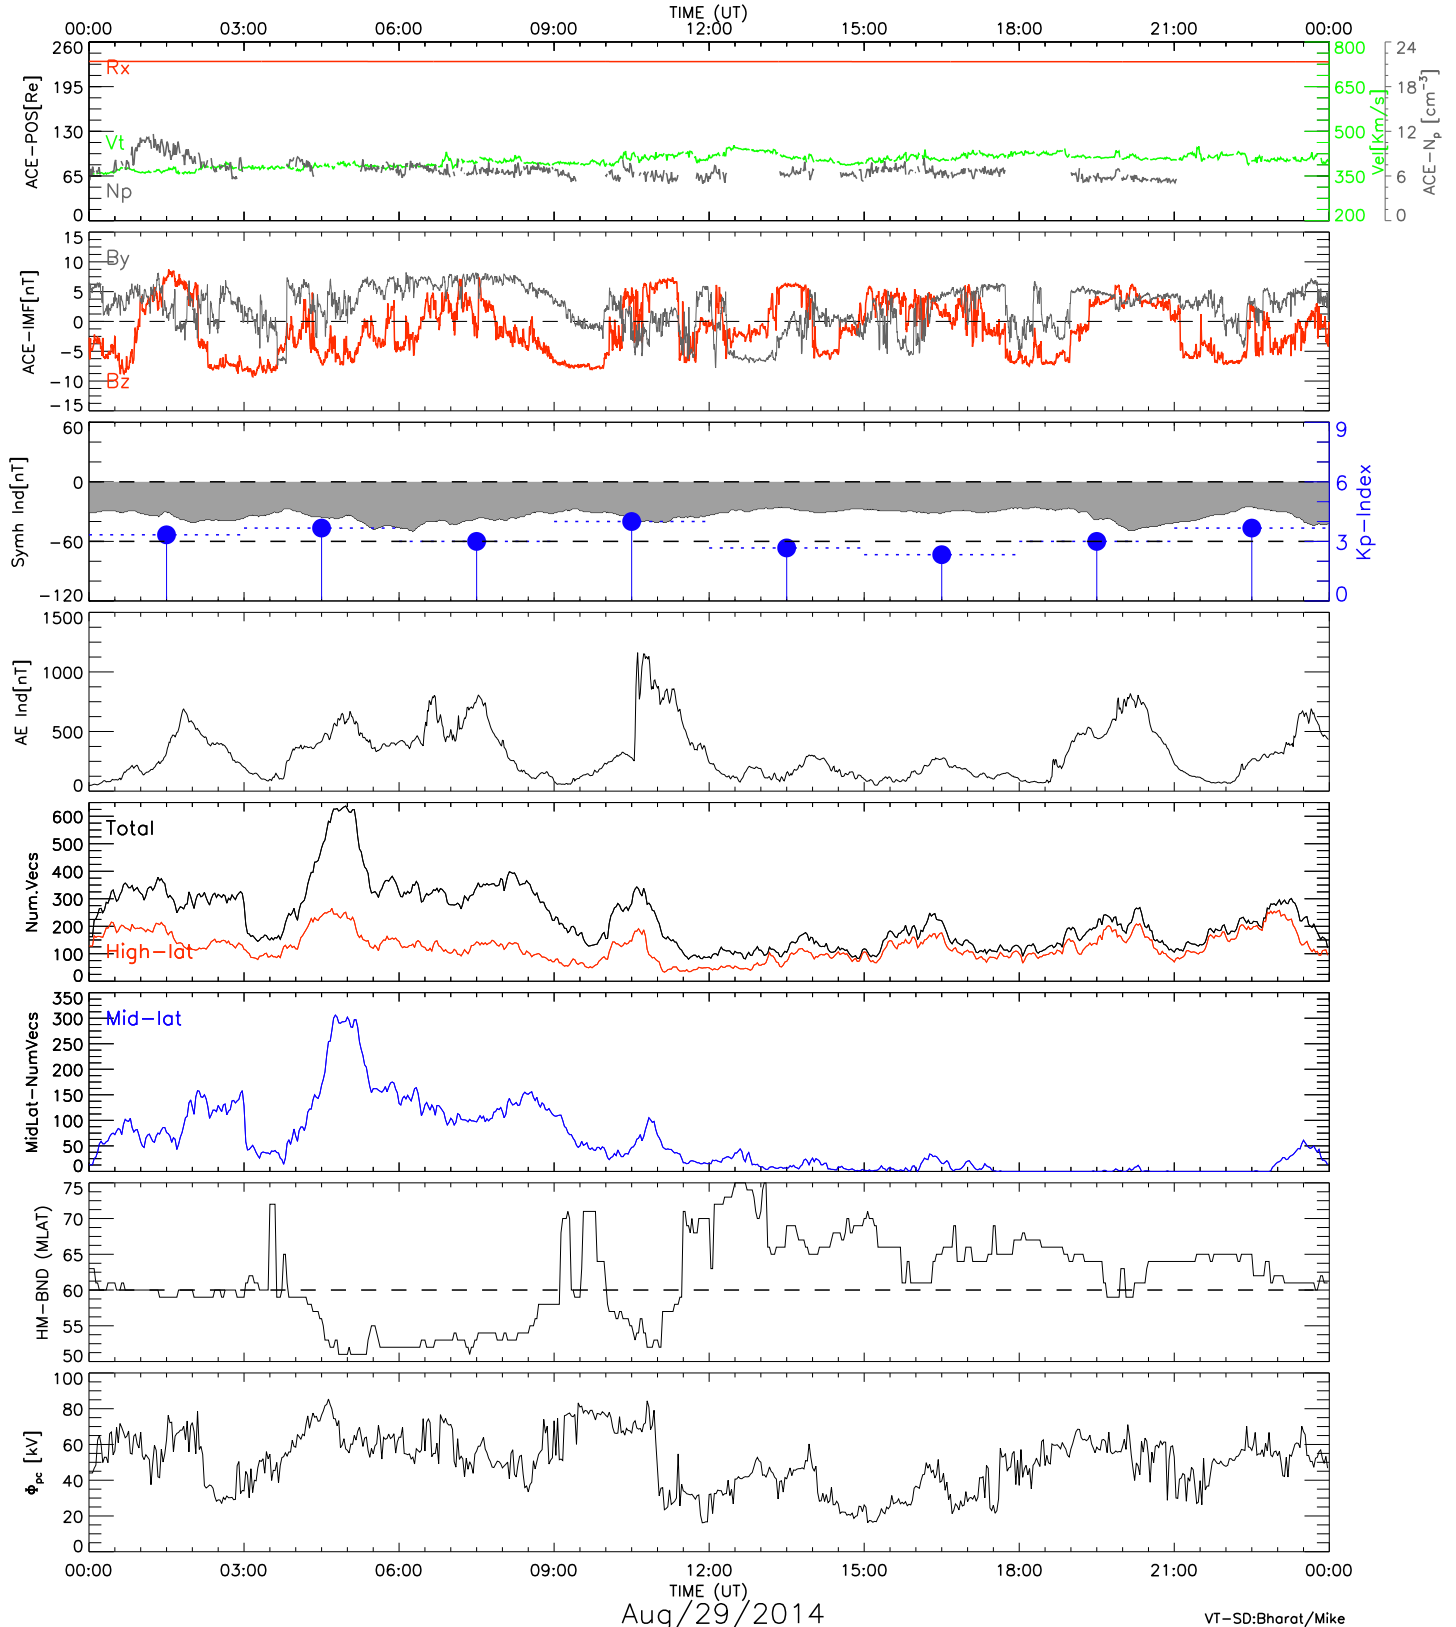 TIME (UT)
00:00 03:00 06:00 09:00 12:00 15:00 18:00 21:00 00:00
260 195 130 65 0
ACE-POS[Re]
Rx
Vt
Np
800 650 500 350 200
Vel[Km/s]
24 18 12 6 0
ACE-Np [cm-3]
15 10 5 0 -5 -10 -15
ACE-IMF[nT]
By
Bz
60 0 -60 -120
Symh Ind[nT]
9 6 3 0
Kp-Index
1500 1000 500 0
AE Ind[nT]
600 500 400 300 200 100 0
Num.Vecs
Total
High-lat
350 300 250 200 150 100 50 0
MidLat-NumVecs
Mid-lat
75 70 65 60 55 50
HM-BND (MLAT)
100 80 60 40 20 0
Φpc [kV]
00:00 03:00 06:00 09:00 12:00 15:00 18:00 21:00 00:00
TIME (UT)
Aug/29/2014
VT-SD:Bharat/Mike